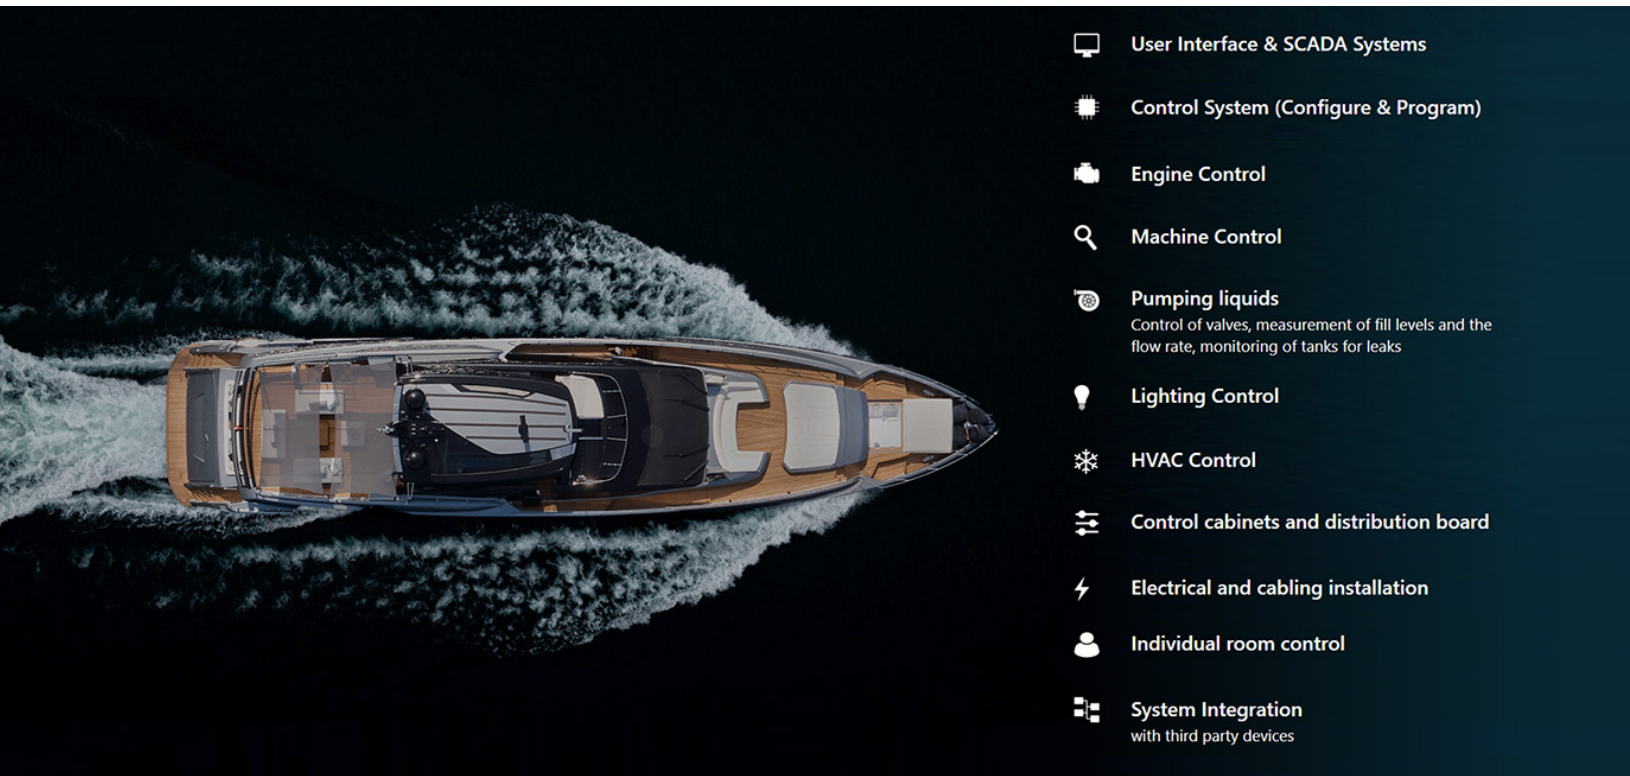 User Interface & SCADA Systems
Control System (Configure & Program)
Engine Control
Machine Control
Pumping liquids
Control of valves, measurement of fill levels and the
flow rate, monitoring of tanks for leaks
Lighting Control
HVAC Control
Control cabinets and distribution board
Electrical and cabling installation
Individual room control
System Integration
with third party devices